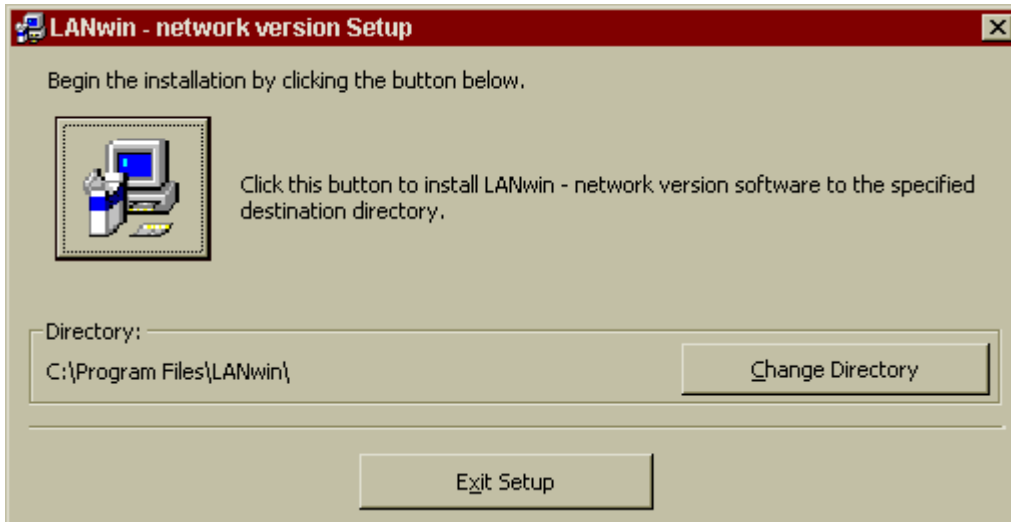 LANwin - network version Setup
Begin the installation by clicking the button below.
Click this button to install LANwin - network version software to the specified
destination directory.
Directory:
C:\Program Files\LANwin\
Change Directory
Exit Setup